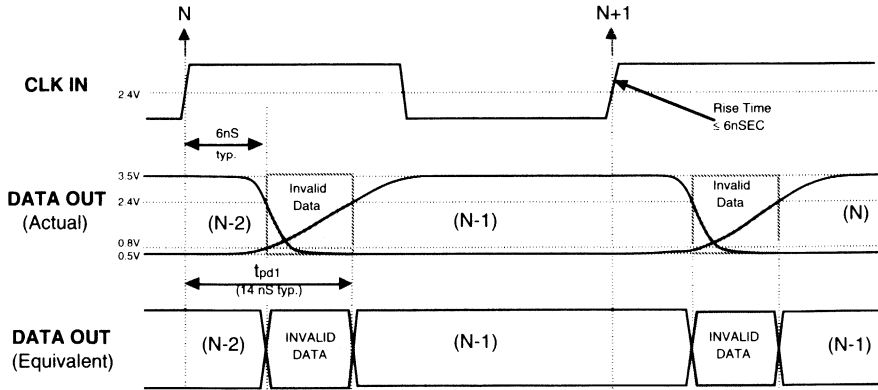 N
N+1
CLK IN
2.4V
Rise Time
≤ 6nSEC
6nS
typ.
DATA OUT
(Actual)
3.5V
2.4V
0.8V
0.5V
(N-2)
Invalid
Data
(N-1)
Invalid
Data
(N)
tpd1
(14 nS typ.)
DATA OUT
(Equivalent)
(N-2)
INVALID
DATA
(N-1)
INVALID
DATA
(N-1)